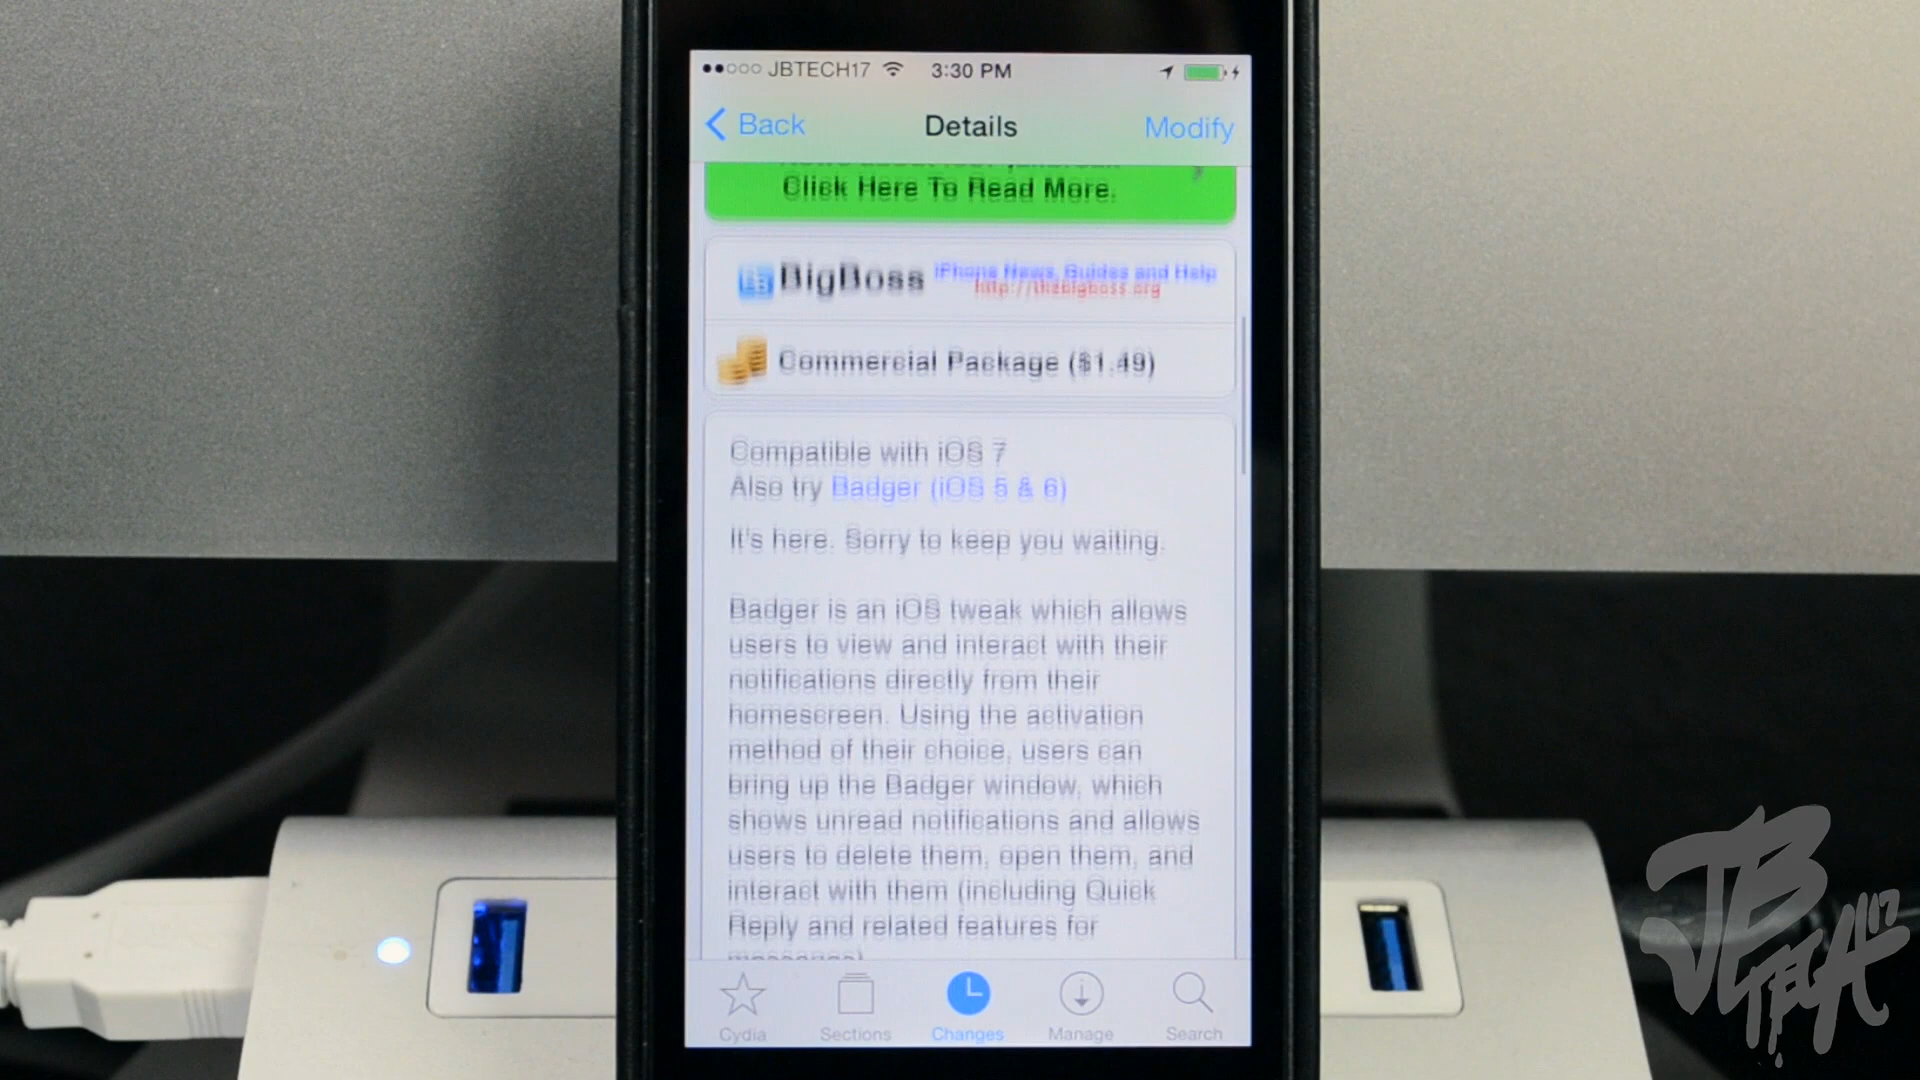 JBTECH17 3:30 PM
Back Details Modify
Click Here To Read More.
BigBoss iPhone News, Guides and Help
http://thebigboss.org
Commercial Package ($1.49)
Compatible with iOS 7
Also try Badger (iOS 5 & 6)
It's here. Sorry to keep you waiting.
Badger is an iOS tweak which allows
users to view and interact with their
notifications directly from their
homescreen. Using the activation
method of their choice, users can
bring up the Badger window, which
shows unread notifications and allows
users to delete them, open them, and
interact with them (including Quick
Reply and related features for
Cydia Sections Changes Manage Search
JB
TECH17